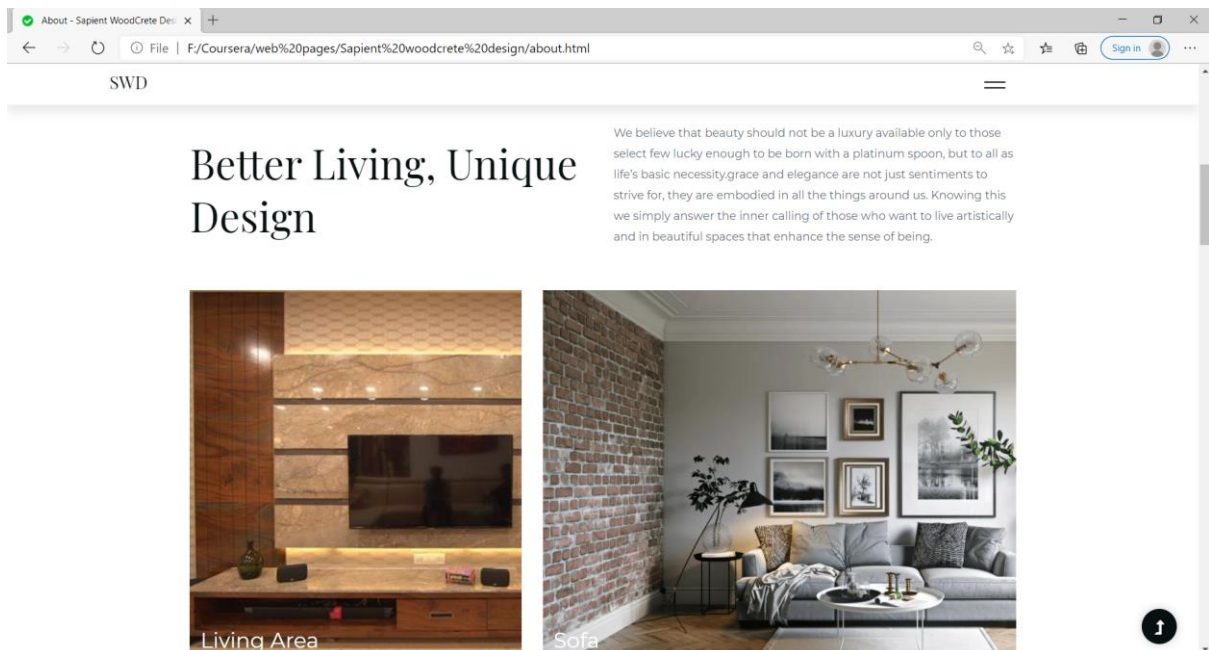 About - Sapient WoodCrete Des
File | F:/Coursera/web%20pages/Sapient%20woodcrete%20design/about.html
Sign in
SWD
Better Living, Unique
Design
We believe that beauty should not be a luxury available only to those
select few lucky enough to be born with a platinum spoon, but to all as
life's basic necessity.grace and elegance are not just sentiments to
strive for, they are embodied in all the things around us. Knowing this
we simply answer the inner calling of those who want to live artistically
and in beautiful spaces that enhance the sense of being.
Living Area
Sofa